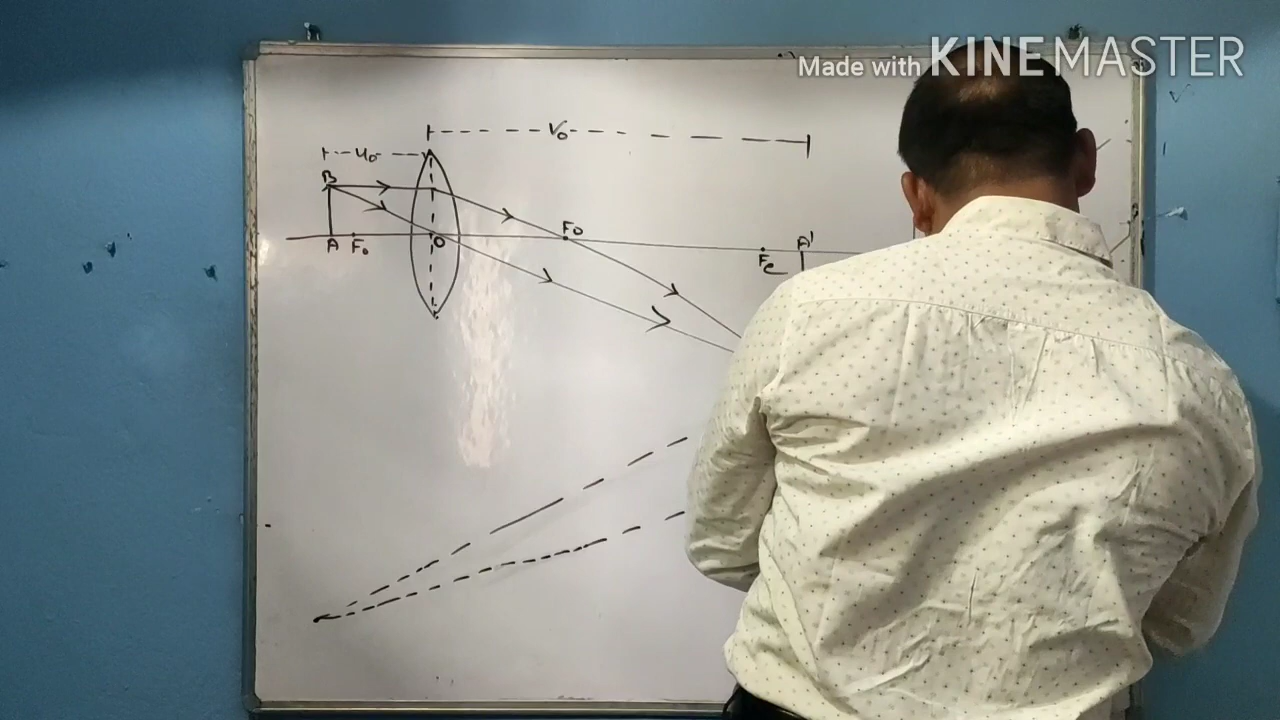 Made with KINEMASTER
V₀
u₀
B
A F₀ O F₀ Fe A'